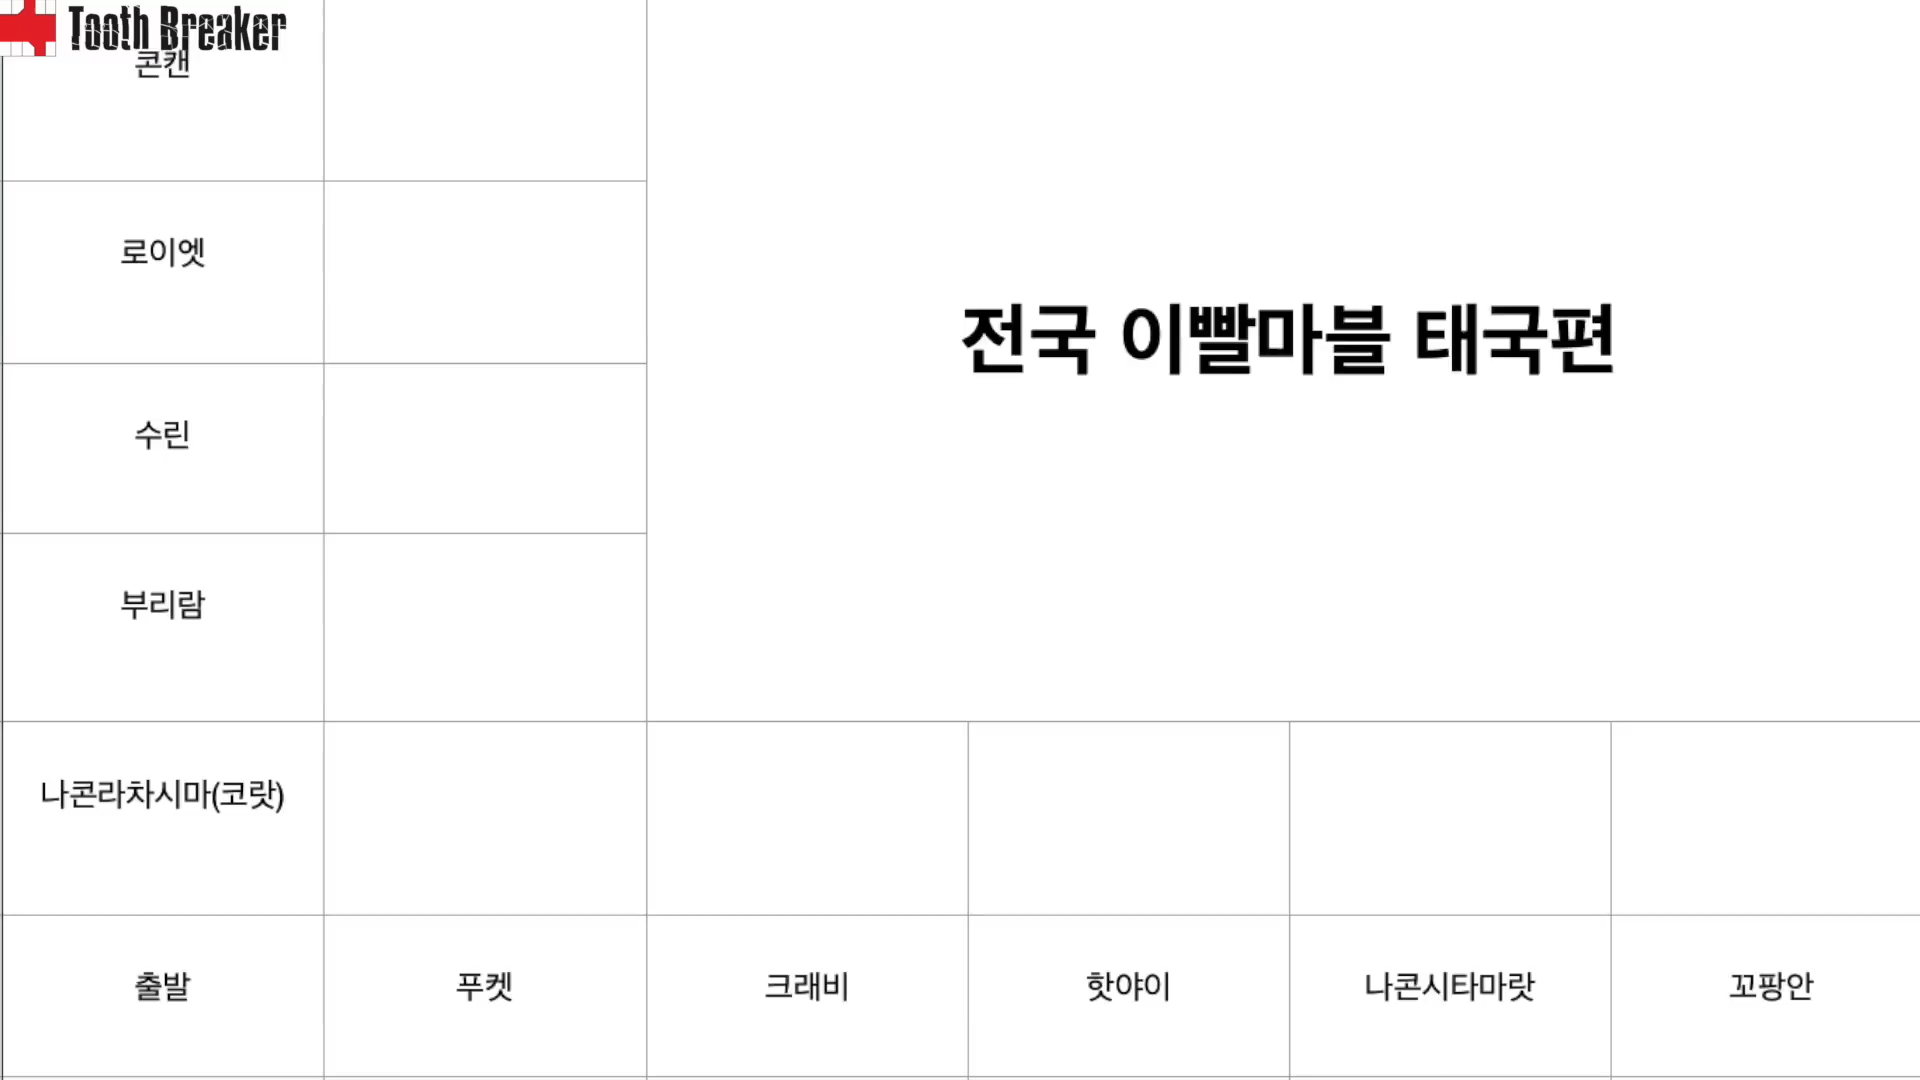 Tooth Breaker
콘캔
로이엣
전국 이빨마블 태국편
수린
부리람
나콘라차시마(코랏)
출발
푸켓
크래비
핫야이
나콘시타마랏
꼬팡안